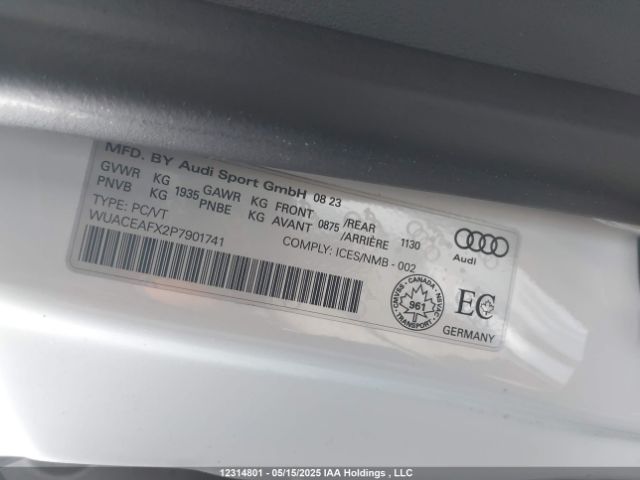 MFD. BY Audi Sport GmbH 08 23
GVWR KG 1935 GAWR KG FRONT 0875 /REAR 1130
PNVB KG PNBE KG AVANT /ARRIÈRE
TYPE: PC/VT
WUACEAFX2P7901741
COMPLY: ICES/NMB - 002
Audi
CMVSS - CANADA - NSVAC
961
TRANSPORT
EC
GERMANY
12314801 - 05/15/2025 IAA Holdings , LLC